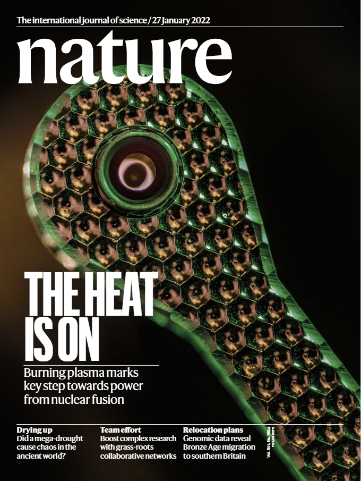 The international journal of science / 27 January 2022
nature
THE HEAT
IS ON
Burning plasma marks
key step towards power
from nuclear fusion
Drying up
Did a mega-drought
cause chaos in the
ancient world?
Team effort
Boost complex research
with grass-roots
collaborative networks
Relocation plans
Genomic data reveal
Bronze Age migration
to southern Britain